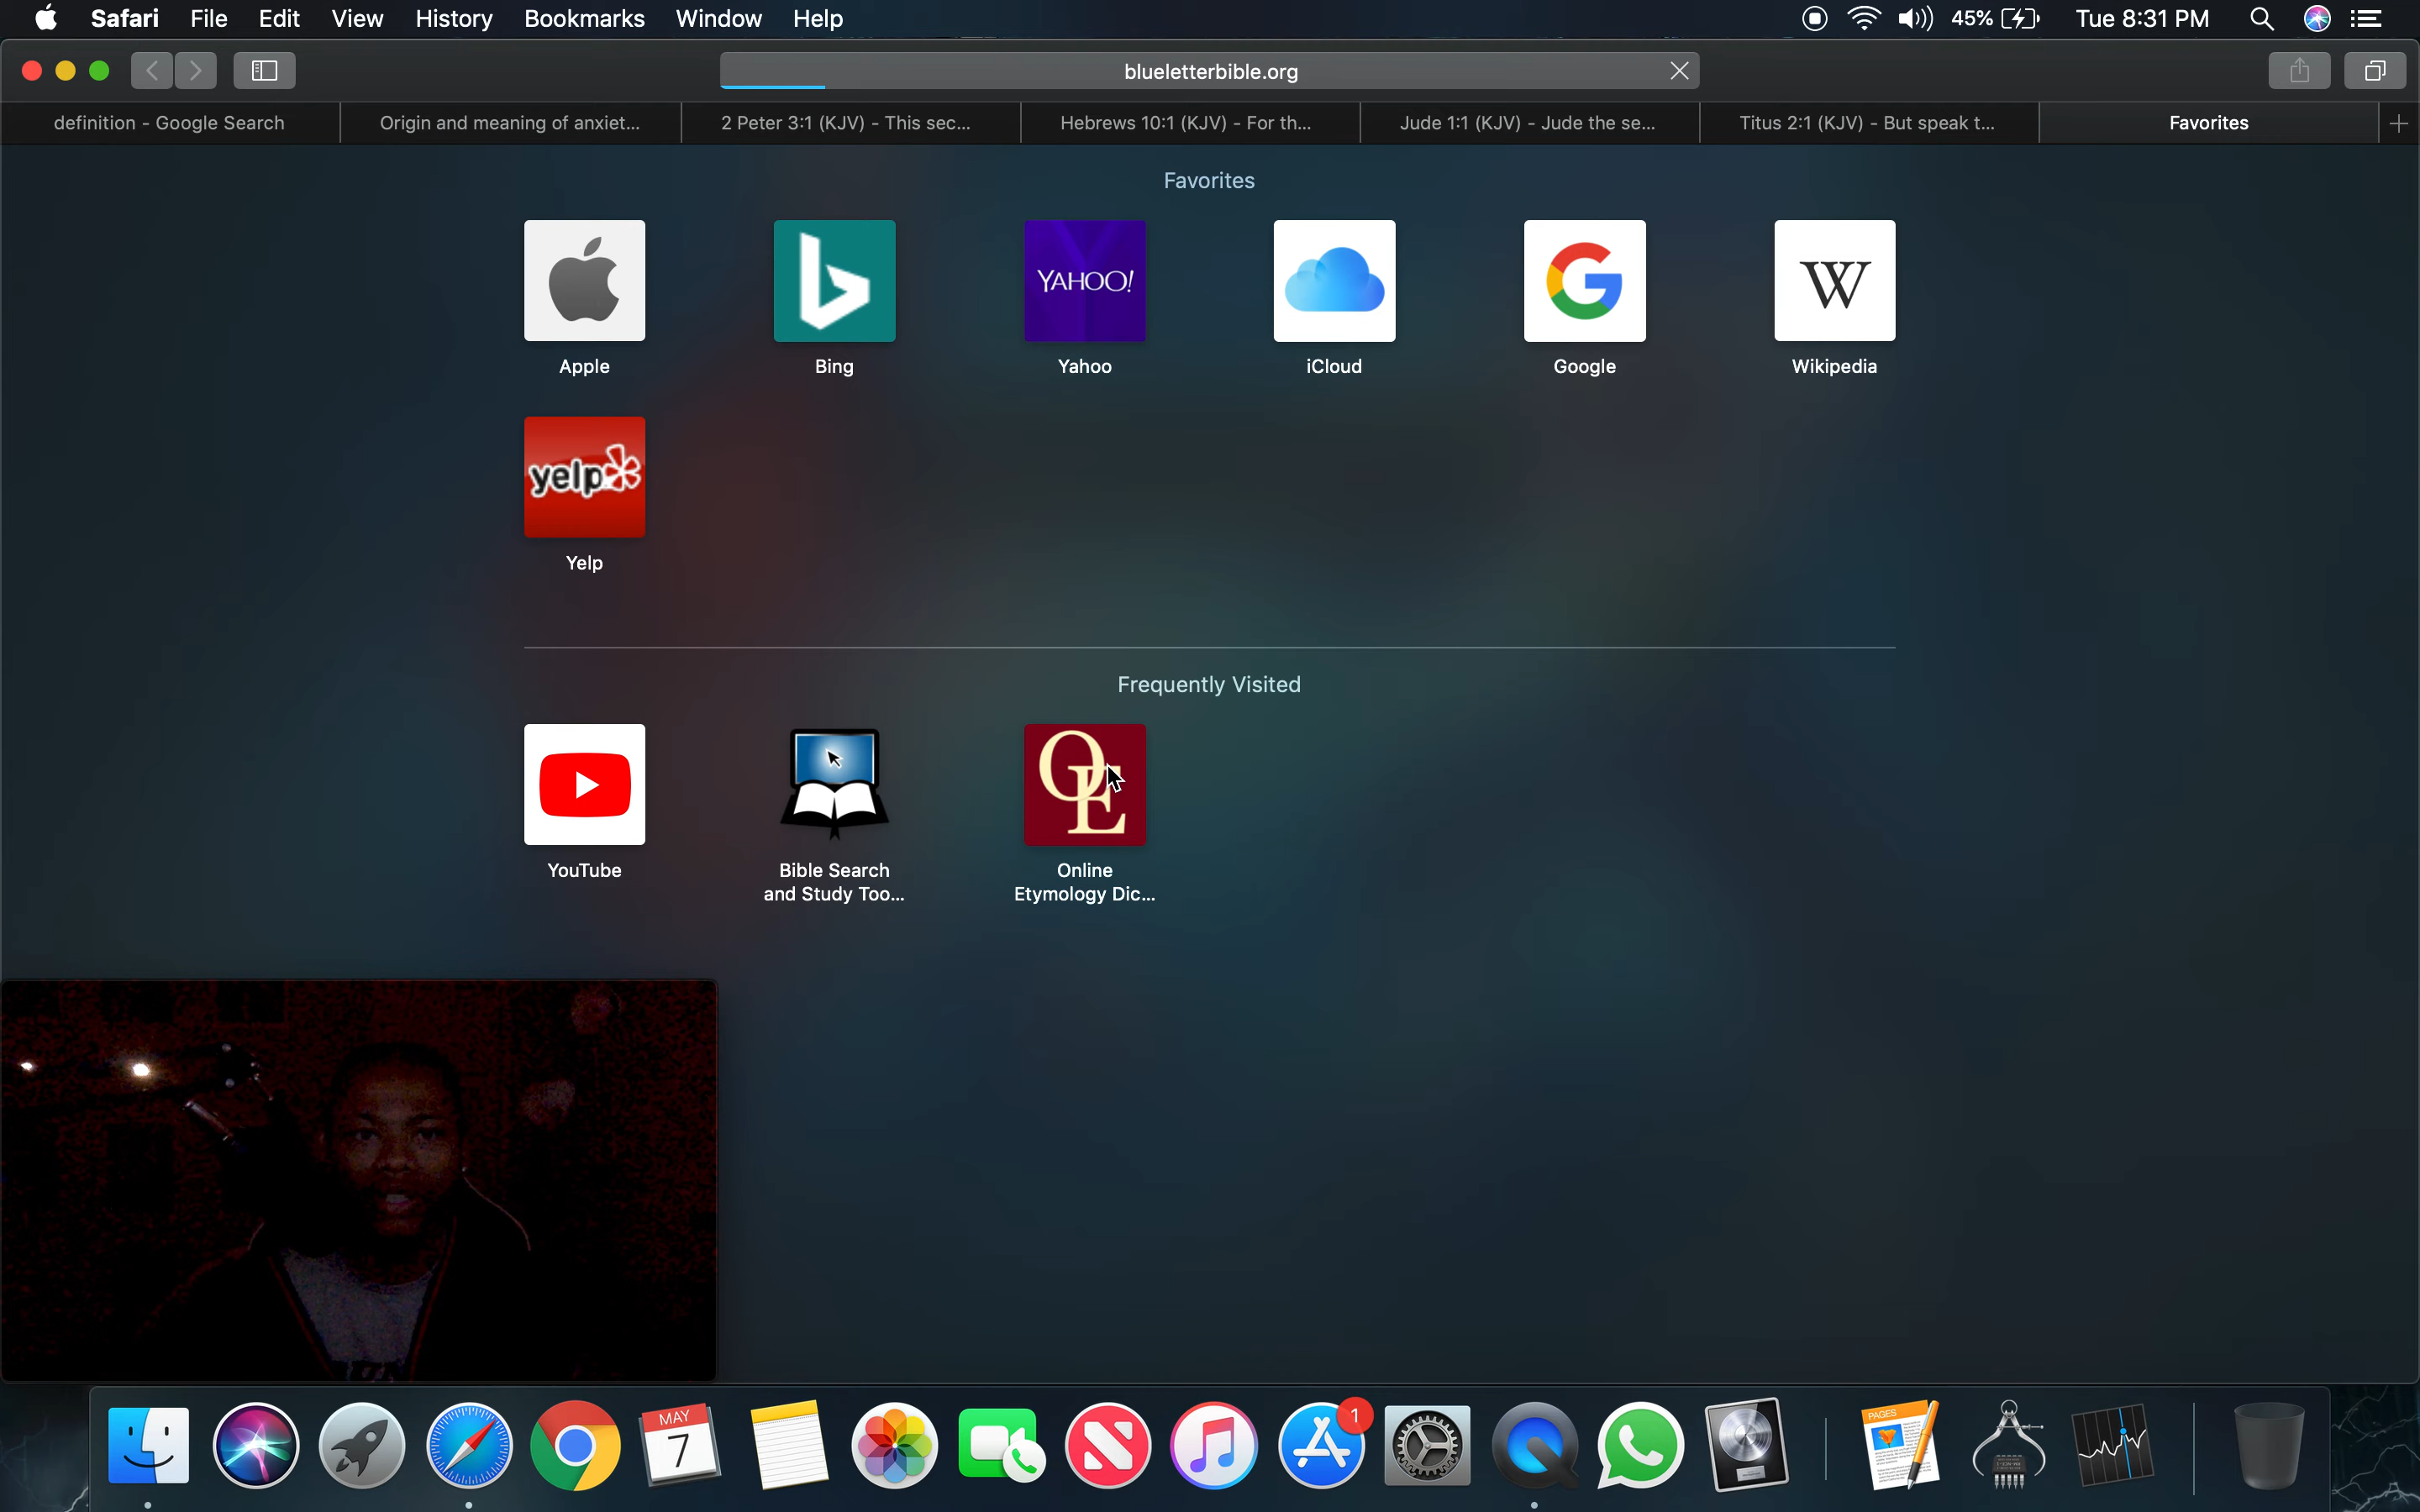 Safari File Edit View History Bookmarks Window Help 45% Tue 8:31 PM
blueletterbible.org
definition - Google Search Origin and meaning of anxiet... 2 Peter 3:1 (KJV) - This sec... Hebrews 10:1 (KJV) - For th... Jude 1:1 (KJV) - Jude the se... Titus 2:1 (KJV) - But speak t... Favorites
Favorites
YAHOO!
W
Apple Bing Yahoo iCloud Google Wikipedia
yelp
Yelp
Frequently Visited
OE
YouTube Bible Search Online
and Study Too... Etymology Dic...
MAY PAGES
7
1